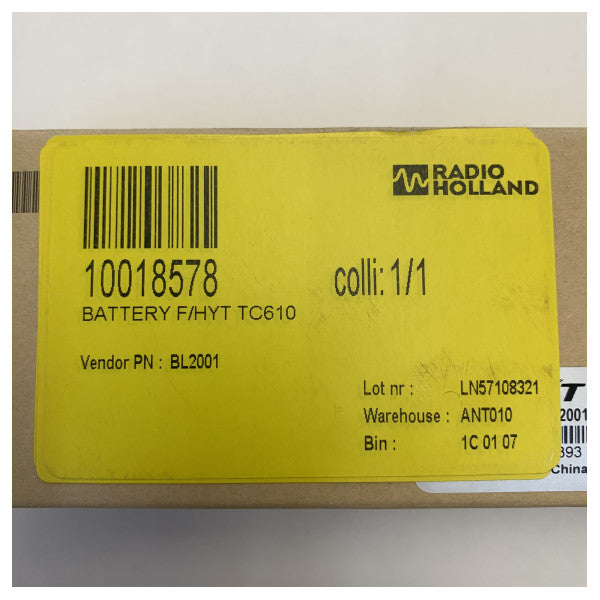 RADIO
HOLLAND
10018578 colli: 1/1
BATTERY F/HYT TC610
Vendor PN : BL2001
Lot nr : LN57108321
Warehouse : ANT010
Bin : 1C 01 07
2001
393
China